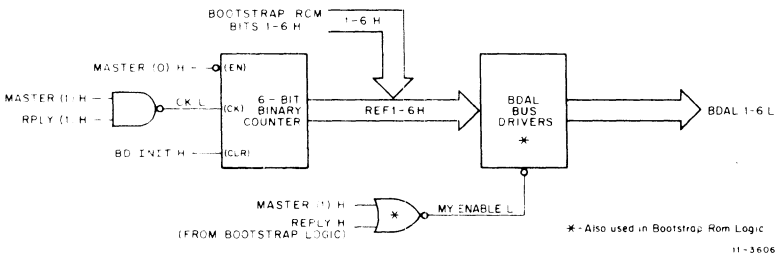 BOOTSTRAP ROM
BITS 1-6 H
1-6 H
MASTER (0) H
(EN)
MASTER (1) H
RPLY (1) H
CK L
(CK)
6-BIT
BINARY
COUNTER
BD INIT H
(CLR)
REF 1-6H
BDAL
BUS
DRIVERS
*
BDAL 1-6 L
MASTER (1) H
REPLY H
(FROM BOOTSTRAP LOGIC)
*
MY ENABLE L
*-Also used in Bootstrap Rom Logic
11-3606